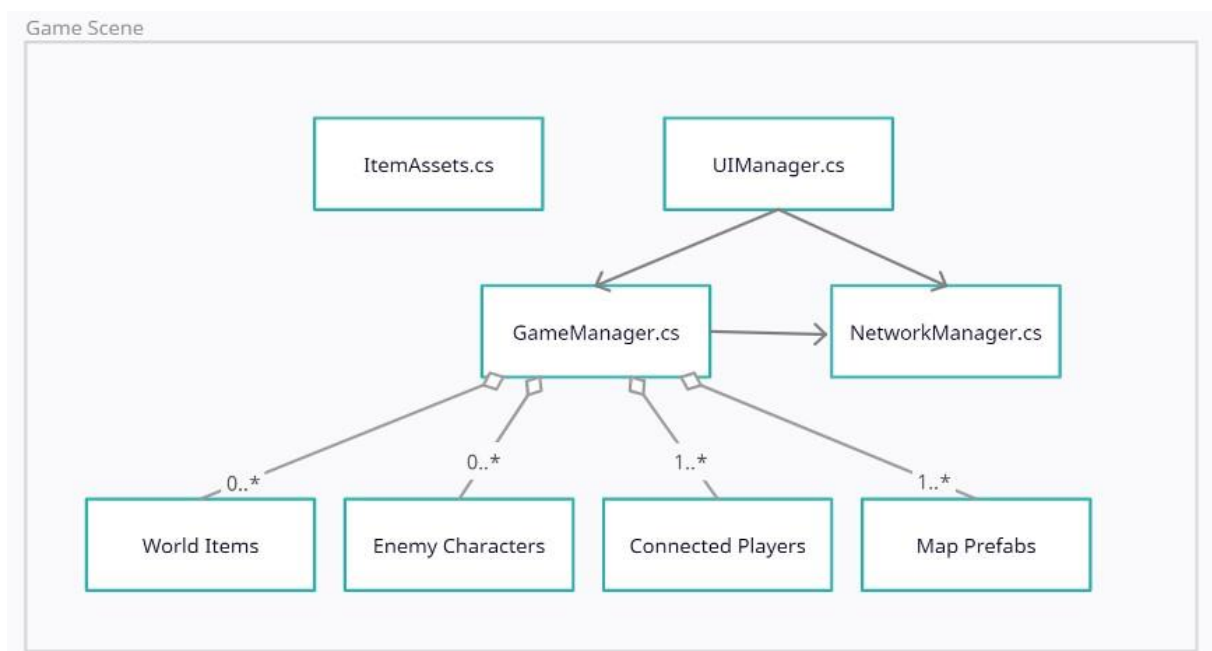 Game Scene
ItemAssets.cs
UIManager.cs
GameManager.cs
NetworkManager.cs
0..*
0..*
1..*
1..*
World Items
Enemy Characters
Connected Players
Map Prefabs